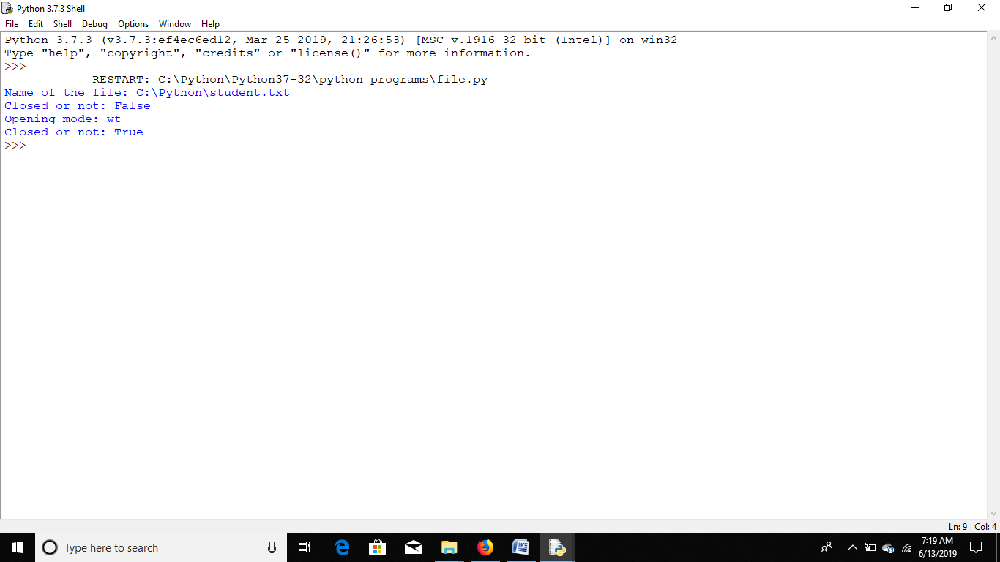 Python 3.7.3 Shell
File Edit Shell Debug Options Window Help
Python 3.7.3 (v3.7.3:ef4ec6ed12, Mar 25 2019, 21:26:53) [MSC v.1916 32 bit (Intel)] on win32
Type "help", "copyright", "credits" or "license()" for more information.
>>>
=========== RESTART: C:\Python\Python37-32\python programs\file.py ===========
Name of the file: C:\Python\student.txt
Closed or not: False
Opening mode: wt
Closed or not: True
>>>
Ln: 9 Col: 4
Type here to search
7:19 AM
6/13/2019